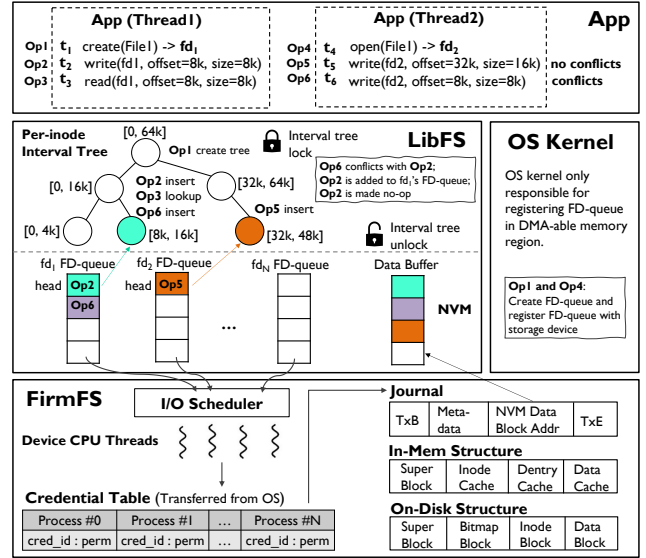 App (Thread1)
Op1 t1 create(File1) -> fd1
Op2 t2 write(fd1, offset=8k, size=8k)
Op3 t3 read(fd1, offset=8k, size=8k)
App (Thread2)
Op4 t4 open(File1) -> fd2
Op5 t5 write(fd2, offset=32k, size=16k) no conflicts
Op6 t6 write(fd2, offset=8k, size=8k) conflicts
App
Per-inode
Interval Tree
[0, 64k]
Op1 create tree
Interval tree
lock
LibFS
[0, 16k]
Op2 insert
Op3 lookup
Op6 insert
[32k, 64k]
Op5 insert
Op6 conflicts with Op2;
Op2 is added to fd1's FD-queue;
Op2 is made no-op
[0, 4k]
[8k, 16k]
[32k, 48k]
Interval tree
unlock
fd1 FD-queue
head
Op2
Op6
fd2 FD-queue
head
Op5
...
fdN FD-queue
Data Buffer
NVM
OS Kernel
OS kernel only
responsible for
registering FD-queue
in DMA-able memory
region.
Op1 and Op4:
Create FD-queue and
register FD-queue with
storage device
FirmFS
I/O Scheduler
Device CPU Threads
Credential Table (Transferred from OS)
Process #0 Process #1 ... Process #N
cred_id : perm cred_id : perm ... cred_id : perm
Journal
TxB
Meta-
data
NVM Data
Block Addr
TxE
In-Mem Structure
Super
Block
Inode
Cache
Dentry
Cache
Data
Cache
On-Disk Structure
Super
Block
Bitmap
Block
Inode
Block
Data
Block